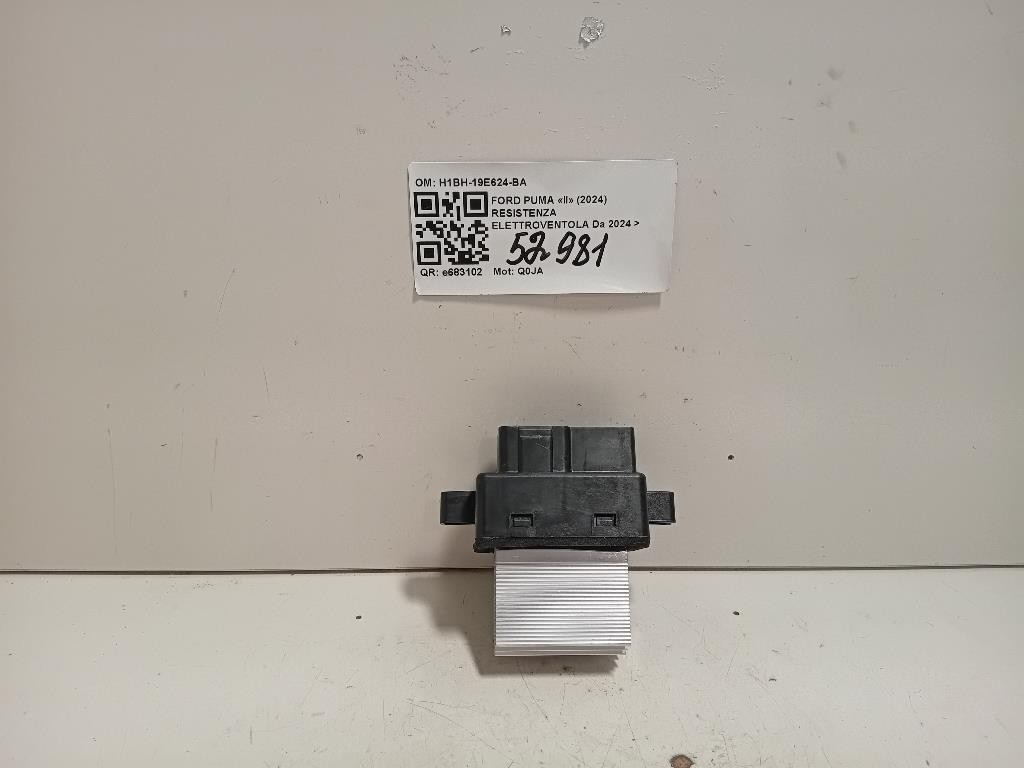 OM: H1BH-19E624-BA
FORD PUMA «II» (2024)
RESISTENZA
ELETTROVENTOLA Da 2024 >
52981
QR: e683102 Mot: Q0JA